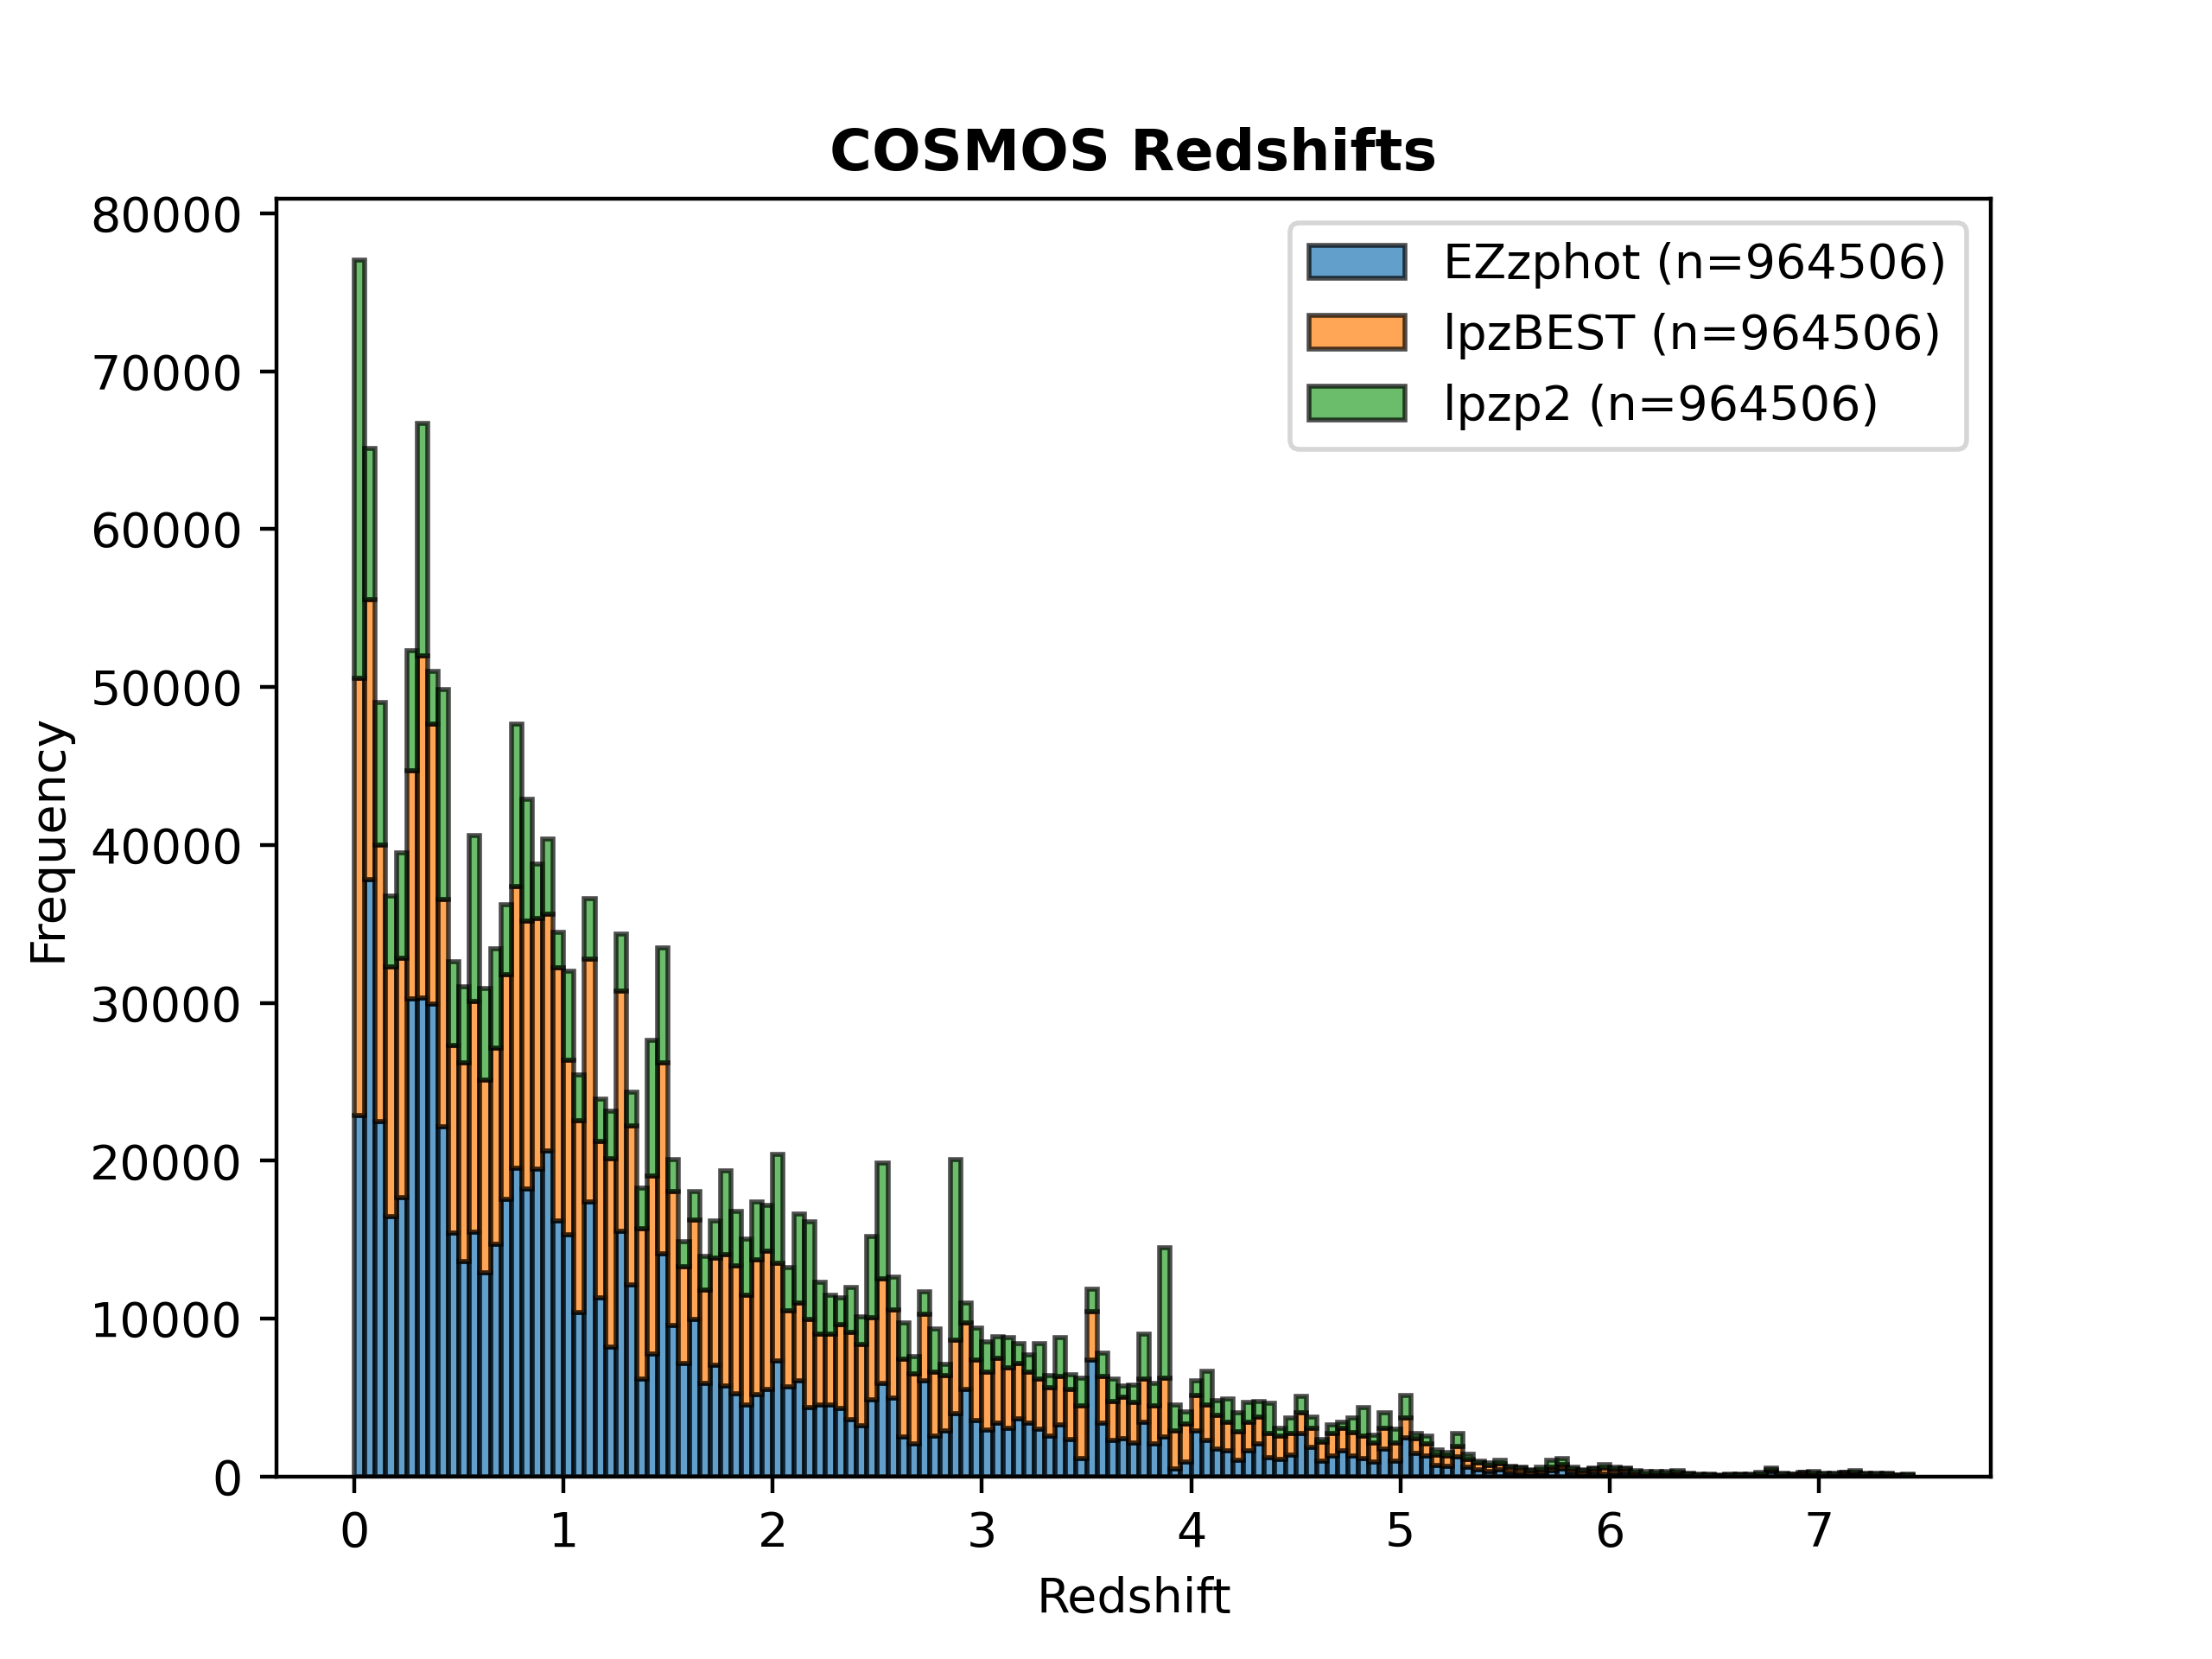 COSMOS Redshifts
80000
70000
60000
50000
40000
30000
20000
10000
0
Frequency
EZzphot (n=964506)
lpzBEST (n=964506)
lpzp2 (n=964506)
0 1 2 3 4 5 6 7
Redshift